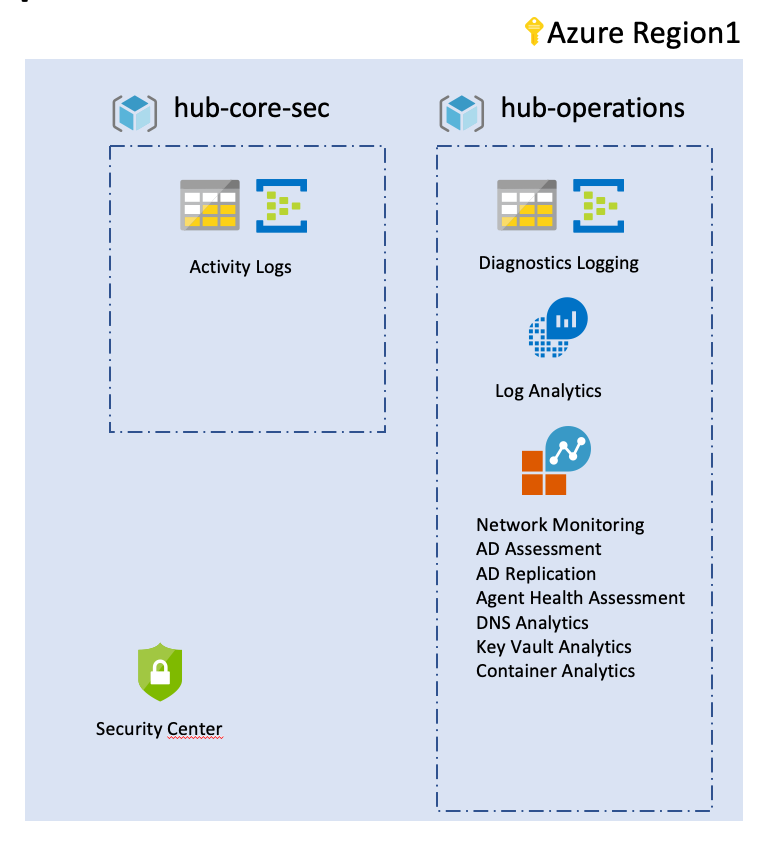 Azure Region1
hub-core-sec
hub-operations
Activity Logs
Diagnostics Logging
Log Analytics
Network Monitoring
AD Assessment
AD Replication
Agent Health Assessment
DNS Analytics
Key Vault Analytics
Container Analytics
Security Center